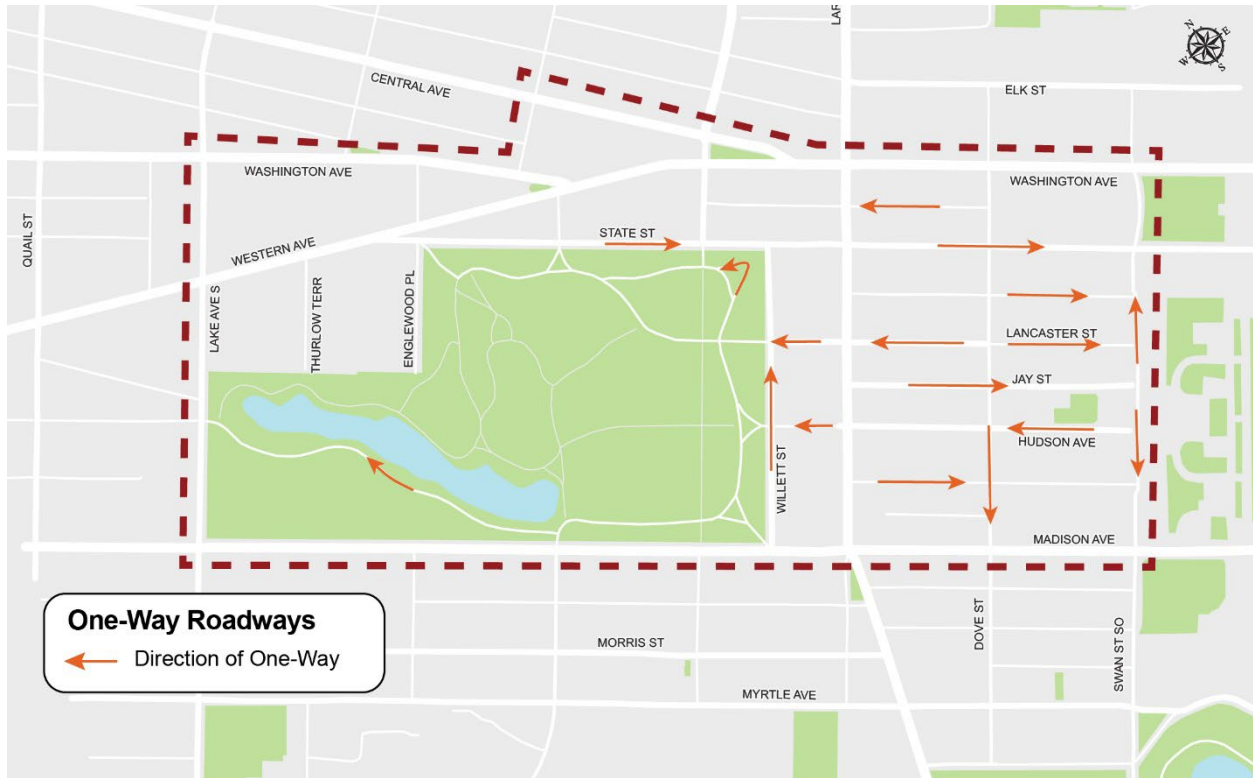 LAR
N
E
S
W
CENTRAL AVE
ELK ST
WASHINGTON AVE
WASHINGTON AVE
QUAIL ST
WESTERN AVE
STATE ST
LAKE AVE S
THURLOW TERR
ENGLEWOOD PL
LANCASTER ST
JAY ST
HUDSON AVE
WILLETT ST
MADISON AVE
One-Way Roadways
Direction of One-Way
MORRIS ST
DOVE ST
SWAN ST SO
MYRTLE AVE